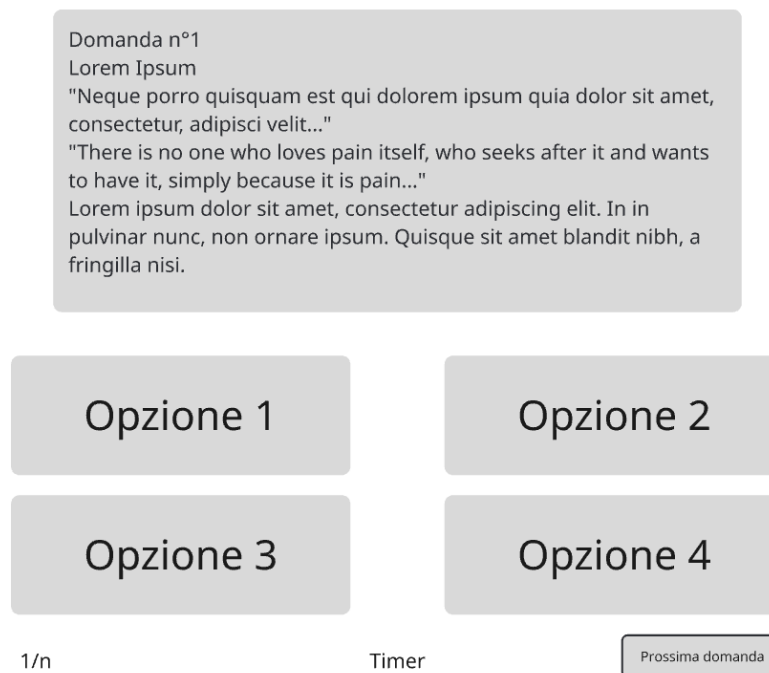 Domanda n°1
Lorem Ipsum
"Neque porro quisquam est qui dolorem ipsum quia dolor sit amet,
consectetur, adipisci velit..."
"There is no one who loves pain itself, who seeks after it and wants
to have it, simply because it is pain..."
Lorem ipsum dolor sit amet, consectetur adipiscing elit. In in
pulvinar nunc, non ornare ipsum. Quisque sit amet blandit nibh, a
fringilla nisi.
Opzione 1
Opzione 2
Opzione 3
Opzione 4
1/n
Timer
Prossima domanda